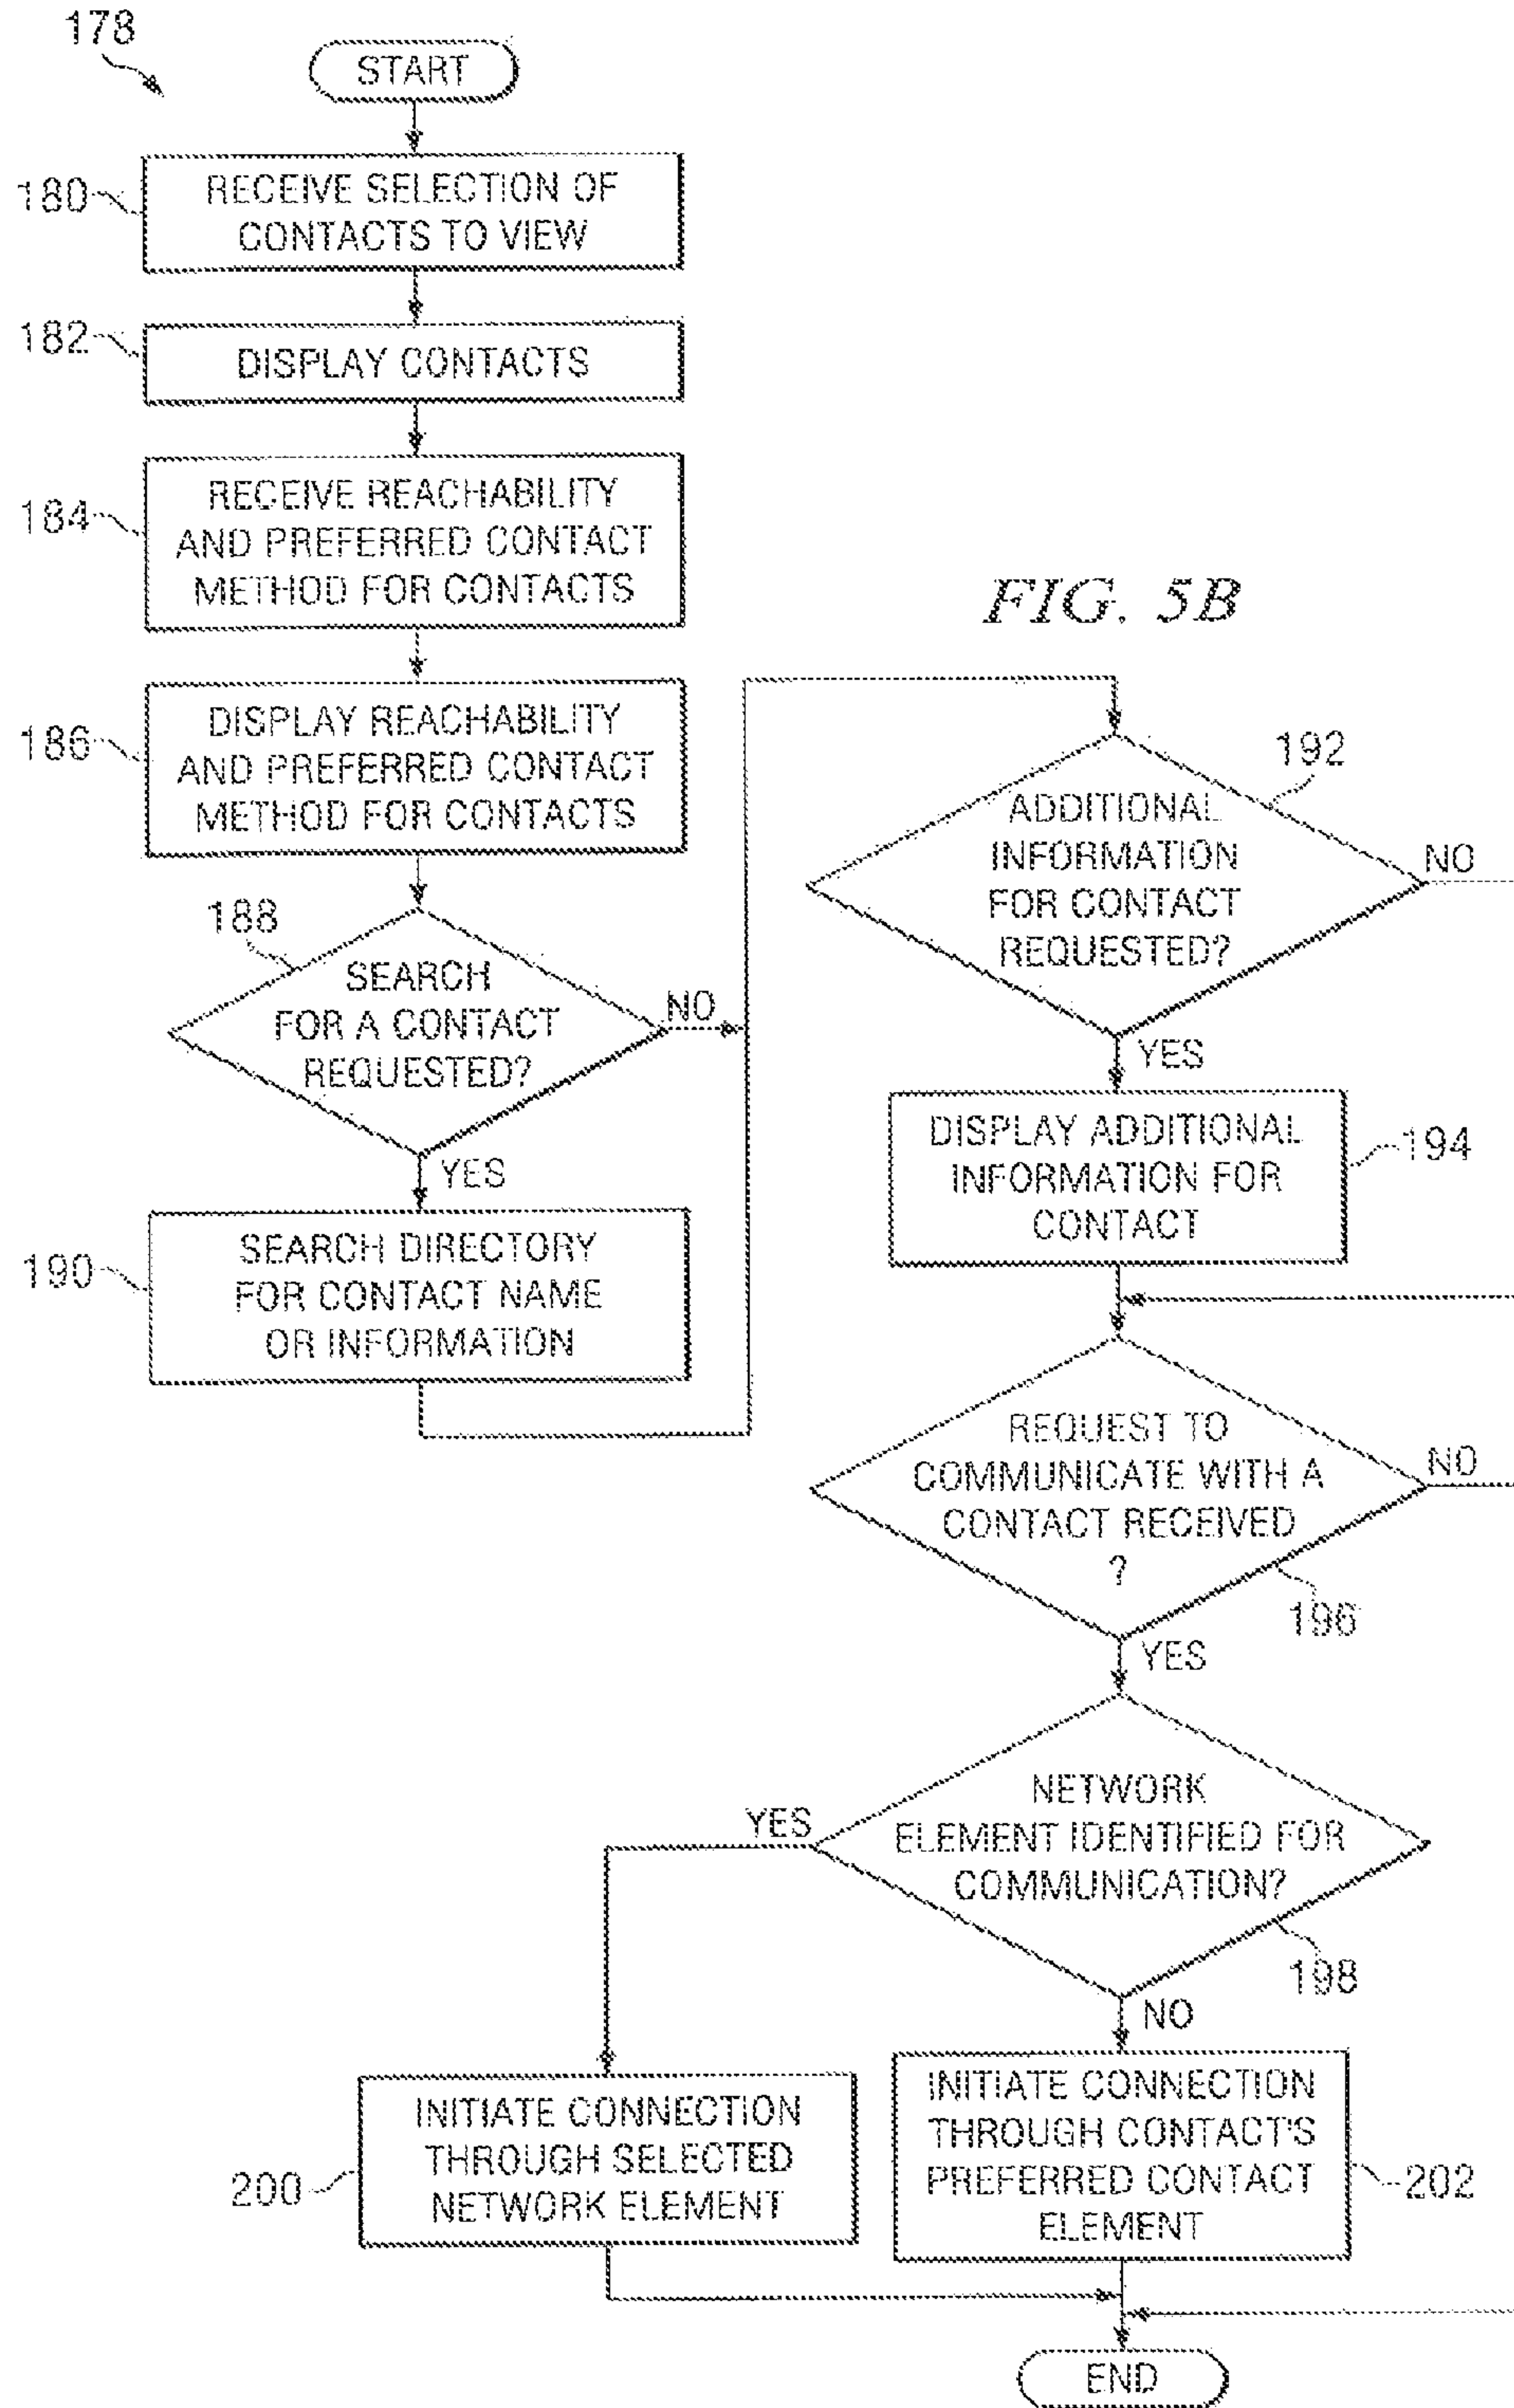 178
START
180
RECEIVE SELECTION OF
CONTACTS TO VIEW
182
DISPLAY CONTACTS
184
RECEIVE REACHABILITY
AND PREFERRED CONTACT
METHOD FOR CONTACTS
FIG. 5B
186
DISPLAY REACHABILITY
AND PREFERRED CONTACT
METHOD FOR CONTACTS
188
SEARCH
FOR A CONTACT
REQUESTED?
NO
YES
190
SEARCH DIRECTORY
FOR CONTACT NAME
OR INFORMATION
192
ADDITIONAL
INFORMATION
FOR CONTACT
REQUESTED?
NO
YES
DISPLAY ADDITIONAL
INFORMATION FOR
CONTACT
194
REQUEST TO
COMMUNICATE WITH A
CONTACT RECEIVED
?
NO
196
YES
NETWORK
ELEMENT IDENTIFIED FOR
COMMUNICATION?
YES
198
NO
200
INITIATE CONNECTION
THROUGH SELECTED
NETWORK ELEMENT
INITIATE CONNECTION
THROUGH CONTACT'S
PREFERRED CONTACT
ELEMENT
202
END